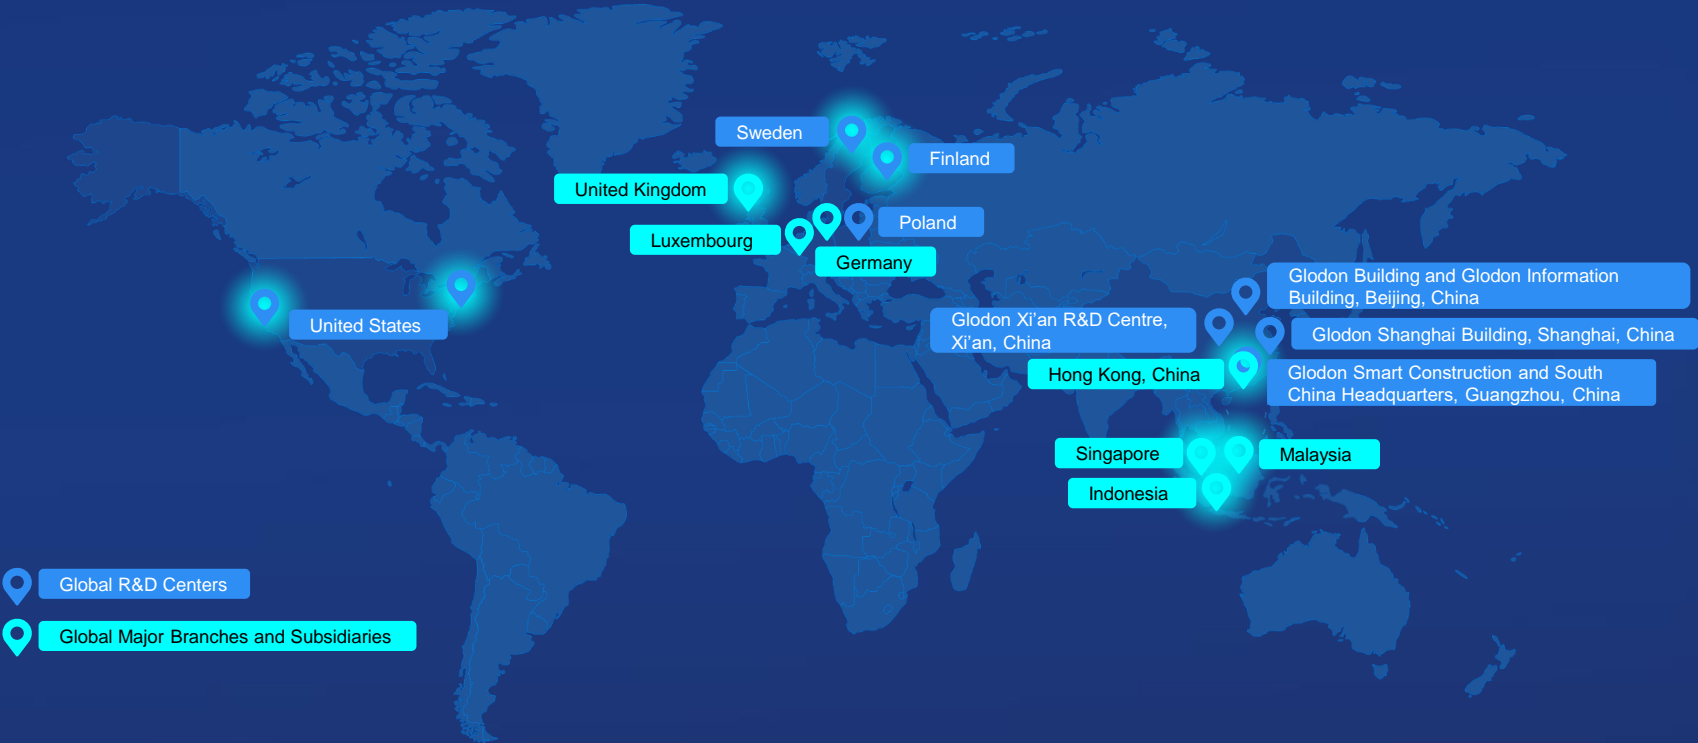 Sweden
Finland
United Kingdom
Poland
Luxembourg
Germany
United States
Glodon Building and Glodon Information
Building, Beijing, China
Glodon Xi’an R&D Centre,
Xi’an, China
Glodon Shanghai Building, Shanghai, China
Hong Kong, China
Glodon Smart Construction and South
China Headquarters, Guangzhou, China
Singapore
Malaysia
Indonesia
Global R&D Centers
Global Major Branches and Subsidiaries